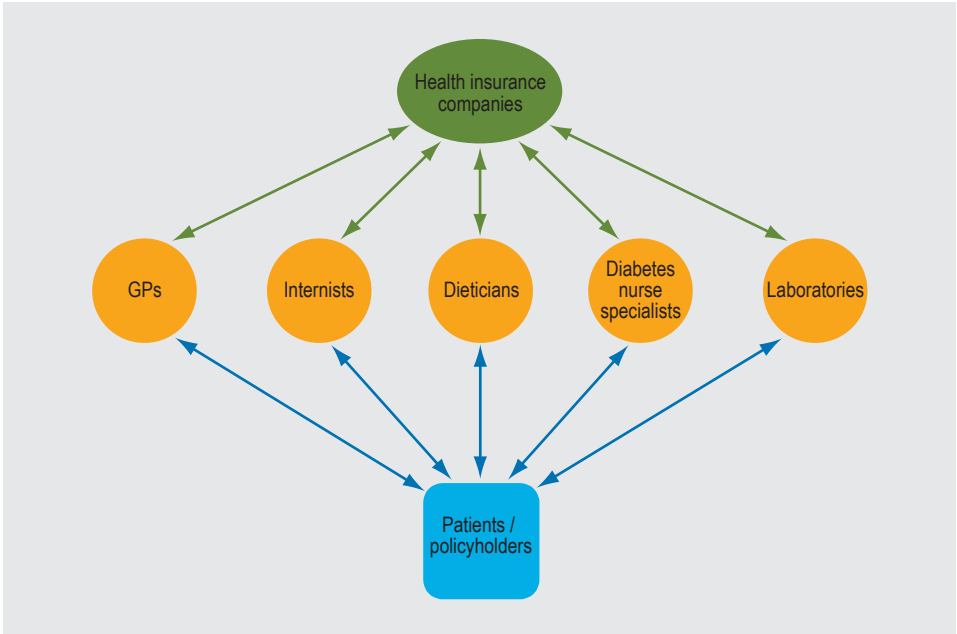 Health insurance
companies
GPs
Internists
Dieticians
Diabetes
nurse
specialists
Laboratories
Patients /
policyholders